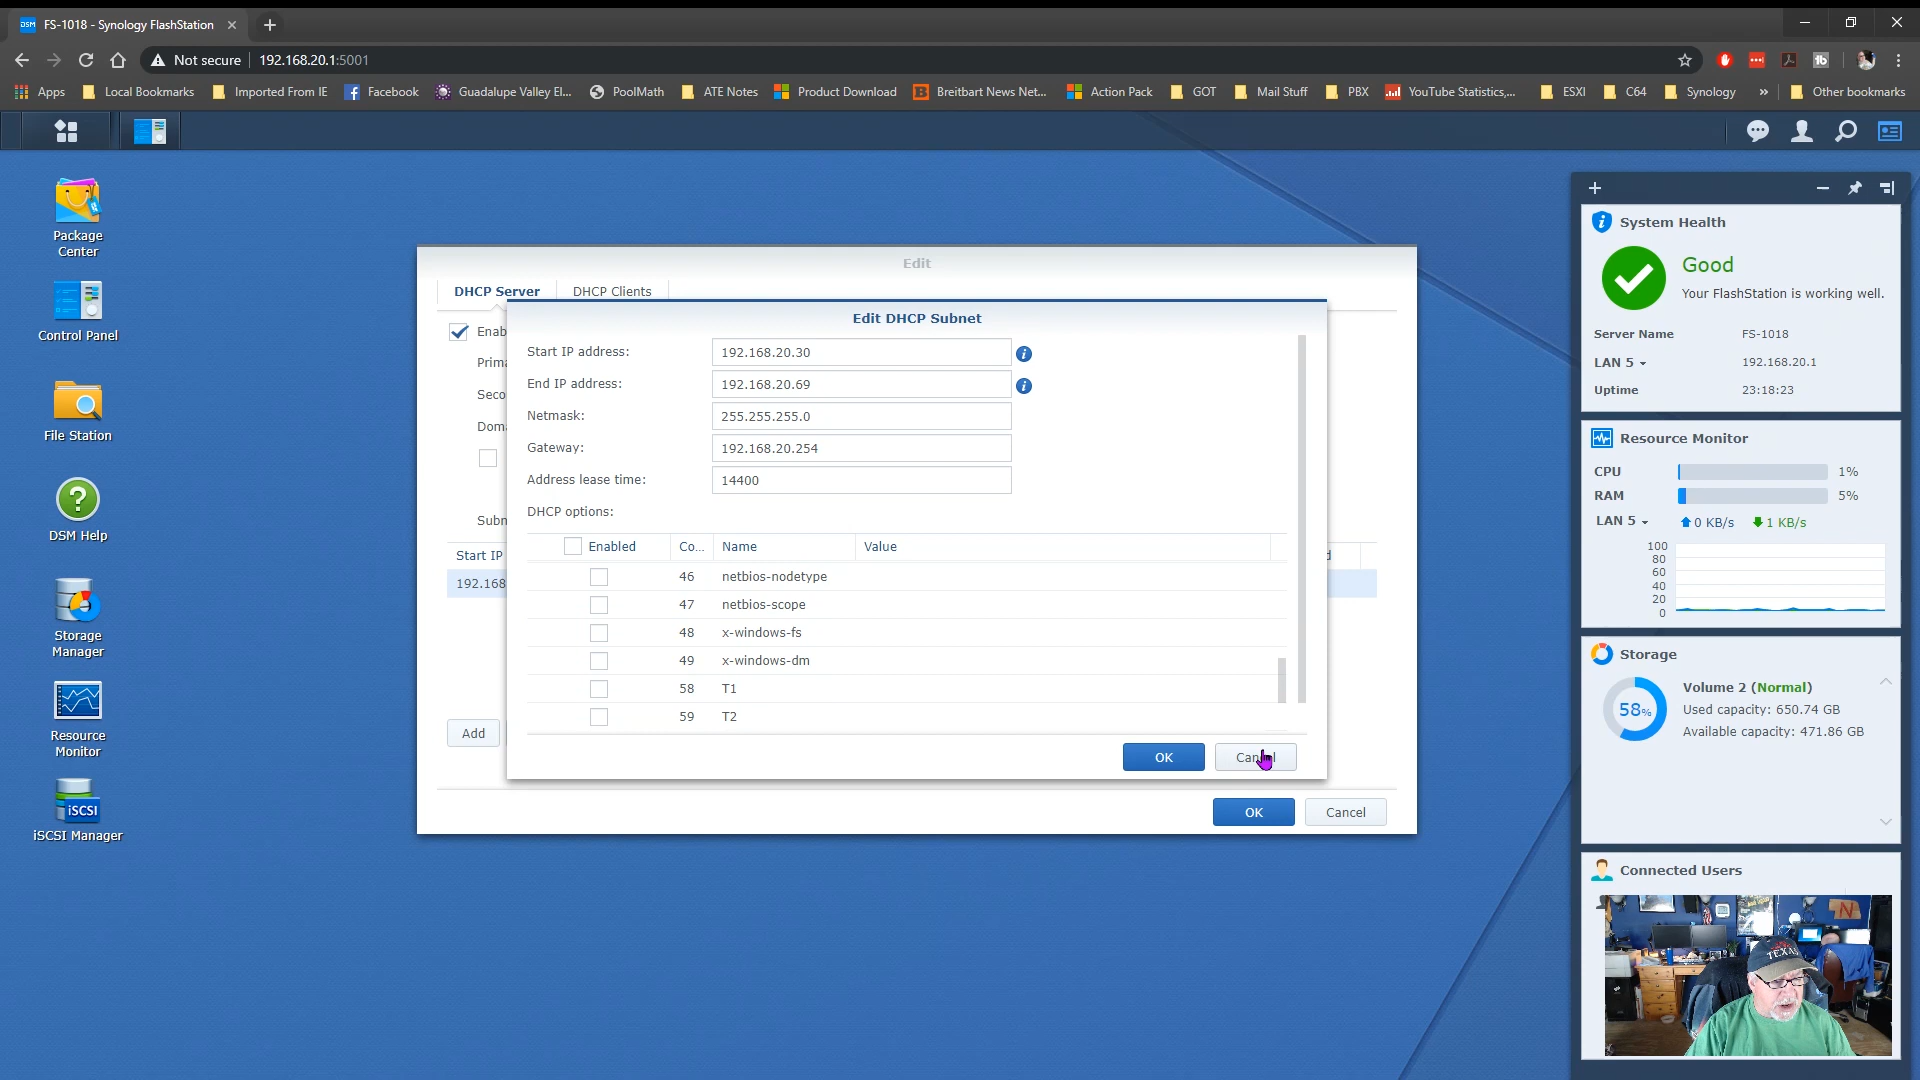 FS-1018 - Synology FlashStation
Not secure 192.168.20.1:5001
Apps Local Bookmarks Imported From IE Facebook Guadalupe Valley El... PoolMath ATE Notes Product Download Breitbart News Net... Action Pack GOT Mail Stuff PBX YouTube Statistics,... ESXI C64 Synology » Other bookmarks
Package
Center
Control Panel
File Station
DSM Help
Storage
Manager
Resource
Monitor
iSCSI
iSCSI Manager
Edit
DHCP Server DHCP Clients
Enab
Prima
Seco
Doma
Subn
Start IP
192.168
Add
OK Cancel
Edit DHCP Subnet
Start IP address: 192.168.20.30
End IP address: 192.168.20.69
Netmask: 255.255.255.0
Gateway: 192.168.20.254
Address lease time: 14400
DHCP options:
Enabled Co... Name Value
46 netbios-nodetype
47 netbios-scope
48 x-windows-fs
49 x-windows-dm
58 T1
59 T2
OK Cancel
System Health
Good
Your FlashStation is working well.
Server Name FS-1018
LAN 5 192.168.20.1
Uptime 23:18:23
Resource Monitor
CPU 1%
RAM 5%
LAN 5 0 KB/s 1 KB/s
100
80
60
40
20
0
Storage
58%
Volume 2 (Normal)
Used capacity: 650.74 GB
Available capacity: 471.86 GB
Connected Users
N
TEXAS